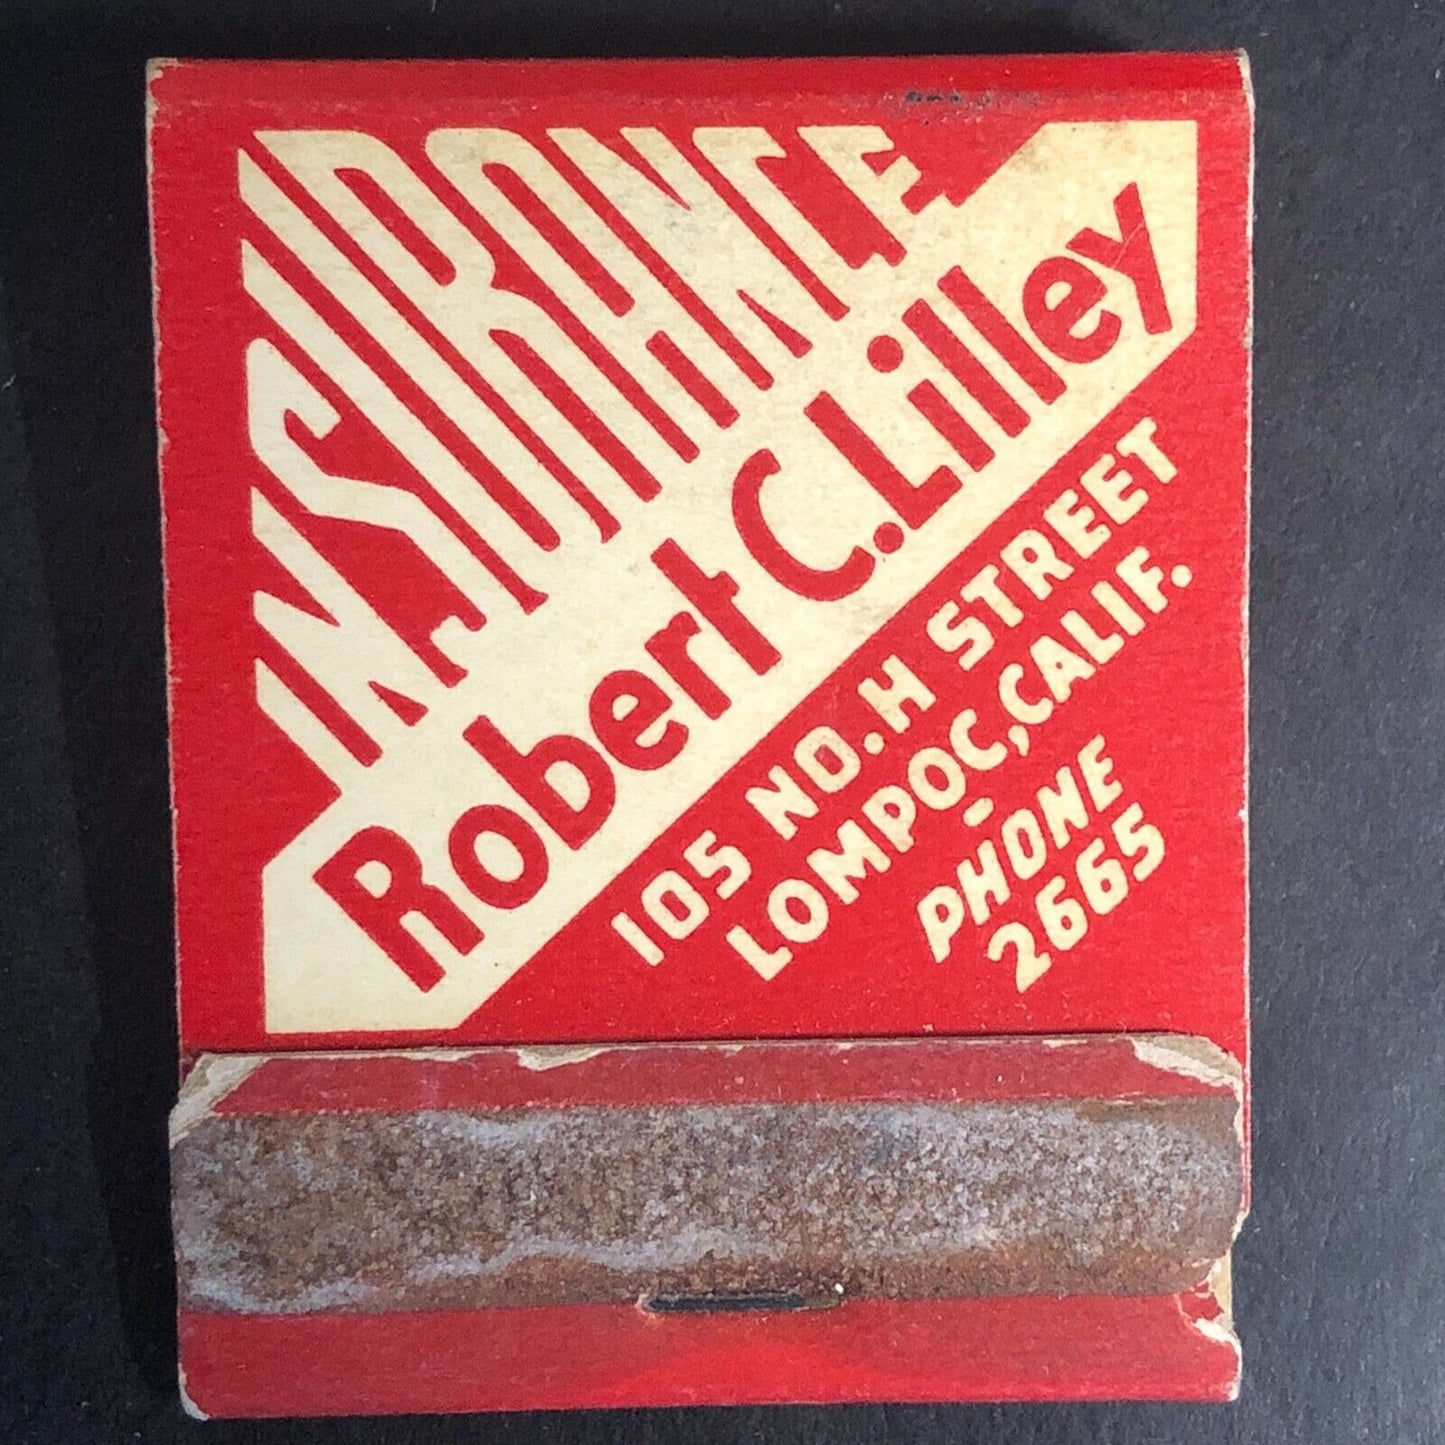 INSURANCE
Robert C. Lilley
105 NO. H STREET
LOMPOC, CALIF.
PHONE
2665